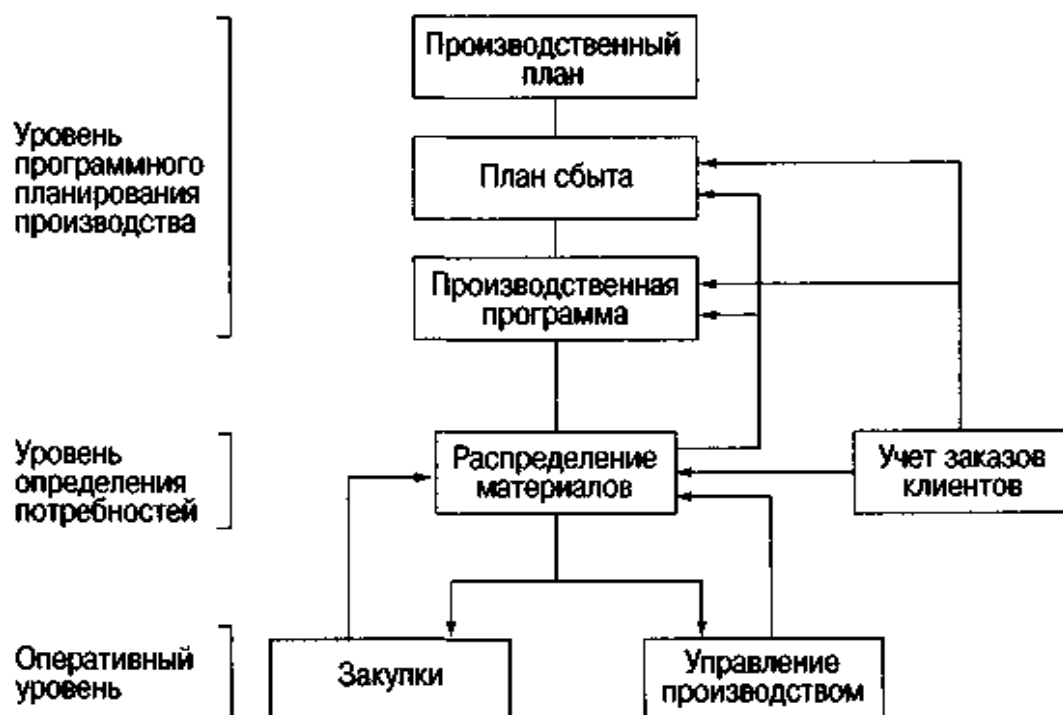 Производственный
план
Уровень
программного
планирования
производства
План сбыта
Производственная
программа
Уровень
определения
потребностей
Распределение
материалов
Учет заказов
клиентов
Оперативный
уровень
Закупки
Управление
производством